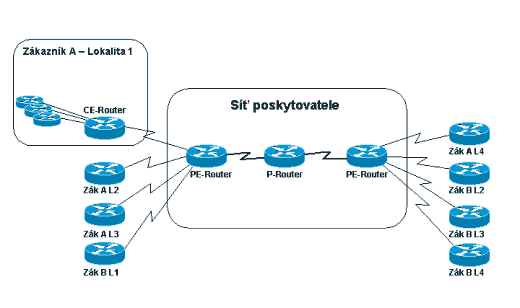 Zákazník A – Lokalita 1
CE-Router
Síť poskytovatele
PE-Router
P-Router
PE-Router
Zák A L2
Zák A L3
Zák B L1
Zák A L4
Zák B L2
Zák B L3
Zák B L4